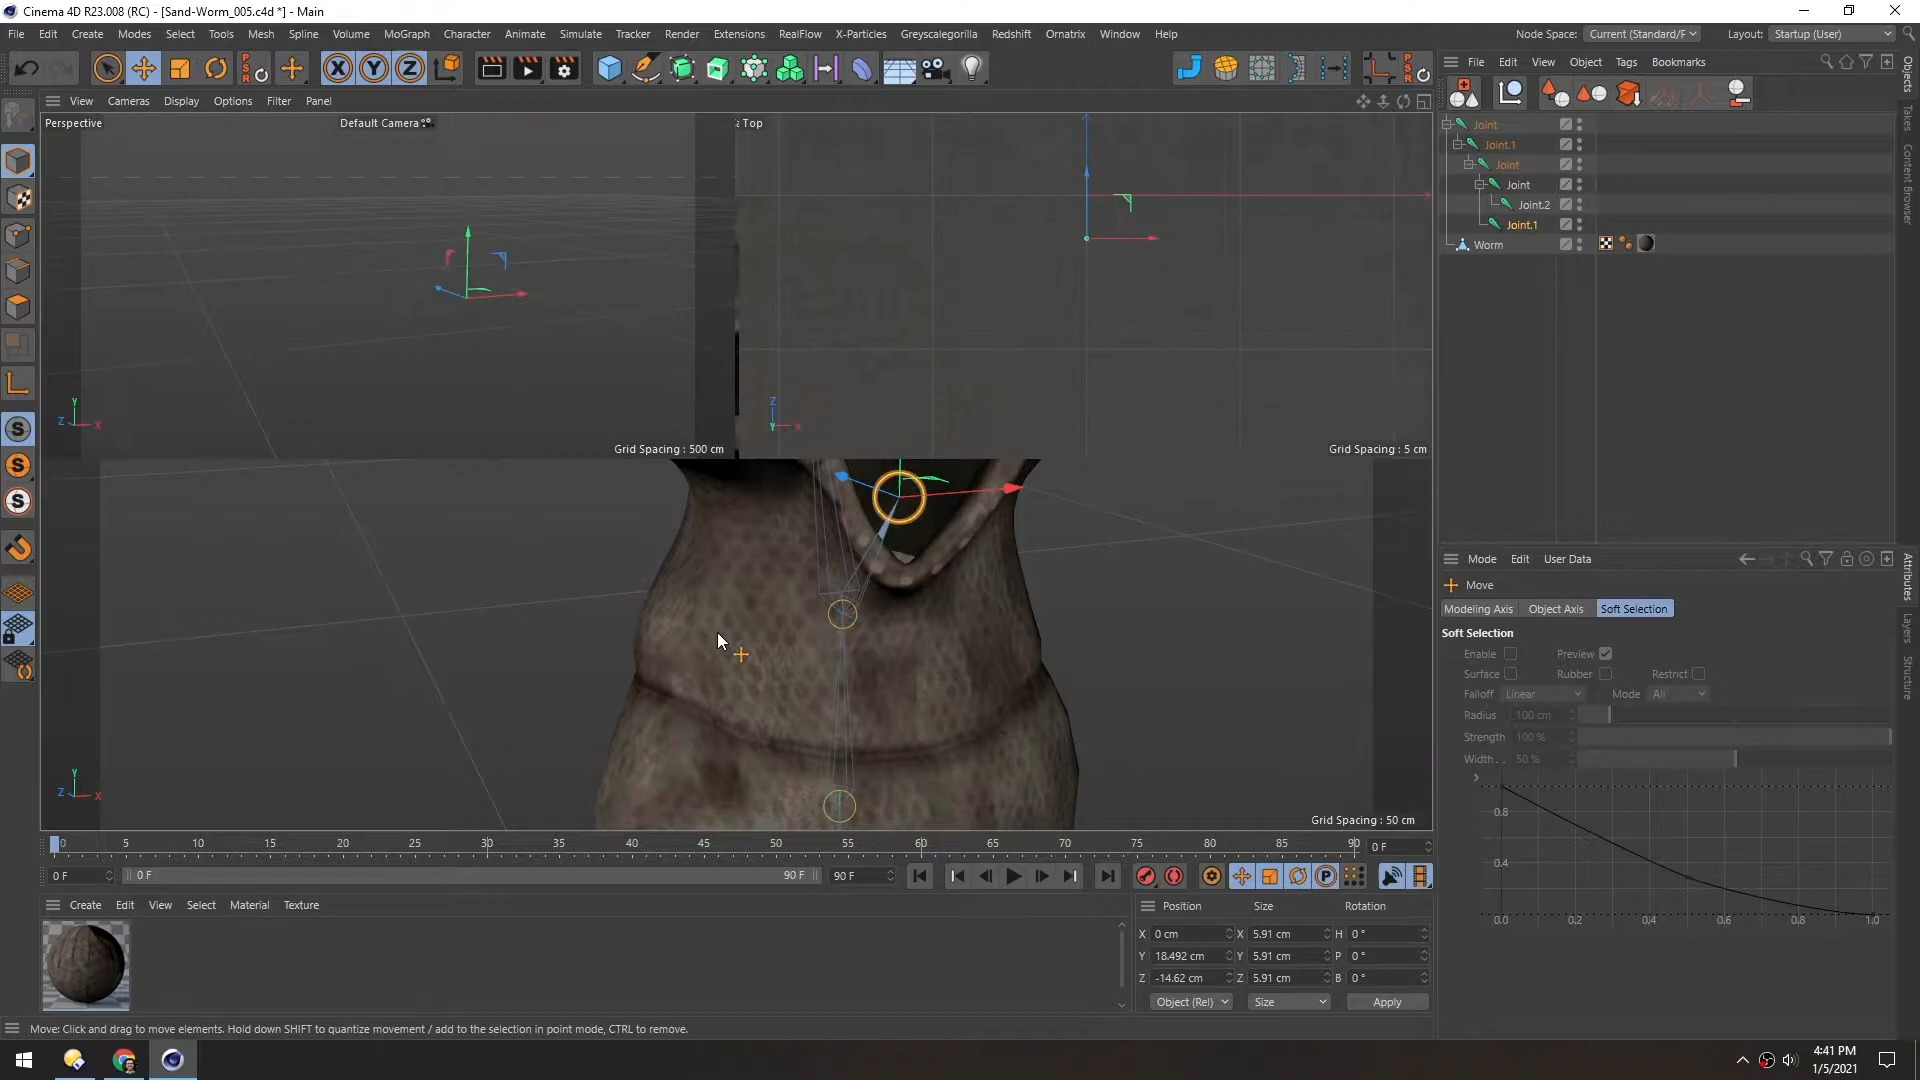 Cinema 4D R23.008 (RC) - [Sand-Worm_005.c4d *] - Main
File Edit Create Modes Select Tools Mesh Spline Volume MoGraph Character Animate Simulate Tracker Render Extensions RealFlow X-Particles Greyscalegorilla Redshift Ornatrix Window Help Node Space: Current (Standard/F Layout: Startup (User)
PSR X Y Z PSR
File Edit View Object Tags Bookmarks
View Cameras Display Options Filter Panel
Perspective Default Camera Top
Joint
Joint.1
Joint
Joint
Joint.2
Joint.1
Worm
Objects
Takes
Content Browser
Y
Z X
Z
Y X
Grid Spacing : 500 cm Grid Spacing : 5 cm
S
S
S
Mode Edit User Data
Move
Modeling Axis Object Axis Soft Selection
Soft Selection
Enable Preview
Surface Rubber Restrict
Falloff Linear Mode All
Radius 100 cm
Strength 100 %
Width . . 50 %
0.8
0.4
0.0 0.2 0.4 0.6 0.8 1.0
Attributes
Layers
Structure
Y
Z X
Grid Spacing : 50 cm
0 5 10 15 20 25 30 35 40 45 50 55 60 65 70 75 80 85 90 0 F
0 F 0 F 90 F 90 F P
Create Edit View Select Material Texture
Position Size Rotation
X 0 cm X 5.91 cm H 0 °
Y 18.492 cm Y 5.91 cm P 0 °
Z -14.62 cm Z 5.91 cm B 0 °
Object (Rel) Size Apply
Move: Click and drag to move elements. Hold down SHIFT to quantize movement / add to the selection in point mode, CTRL to remove.
4:41 PM
1/5/2021